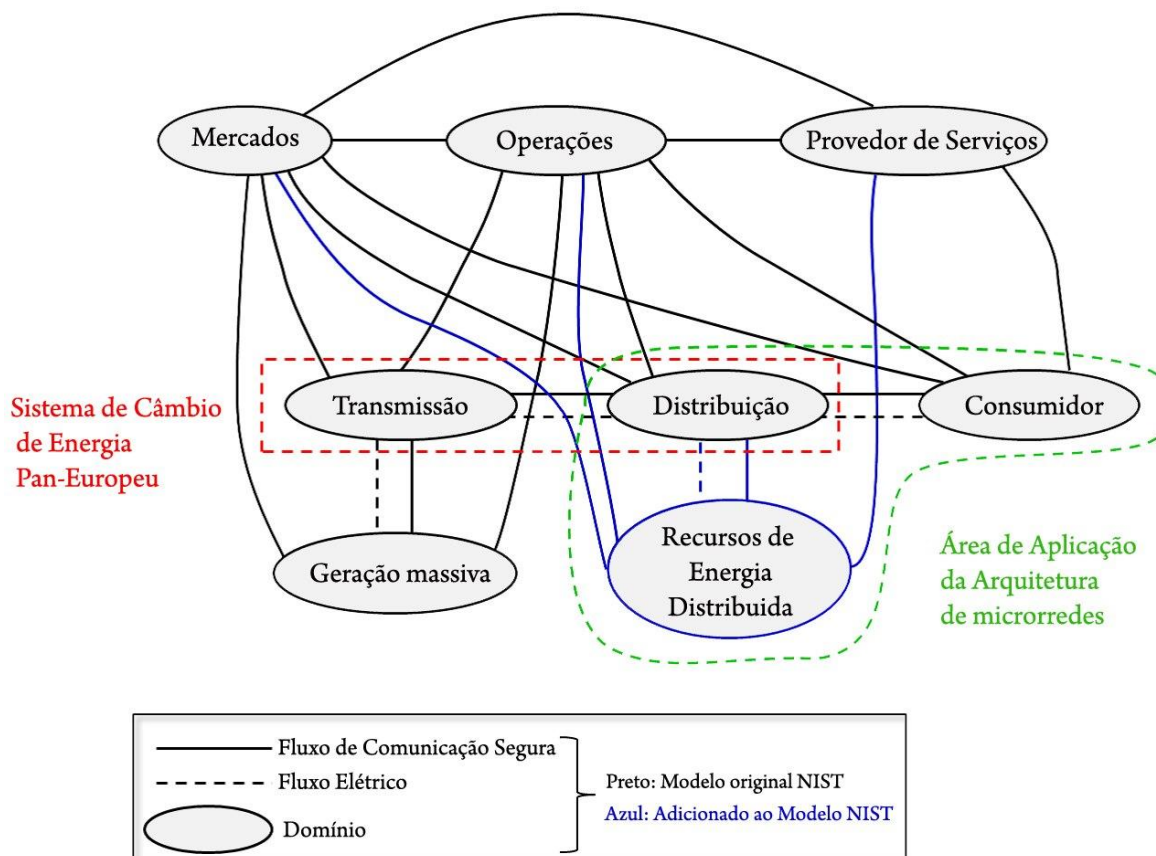 Mercados
Operações
Provedor de Serviços
Sistema de Câmbio
de Energia
Pan-Europeu
Transmissão
Distribuição
Consumidor
Geração massiva
Recursos de
Energia
Distribuida
Área de Aplicação
da Arquitetura
de microrredes
Fluxo de Comunicação Segura
Fluxo Elétrico
Domínio
Preto: Modelo original NIST
Azul: Adicionado ao Modelo NIST